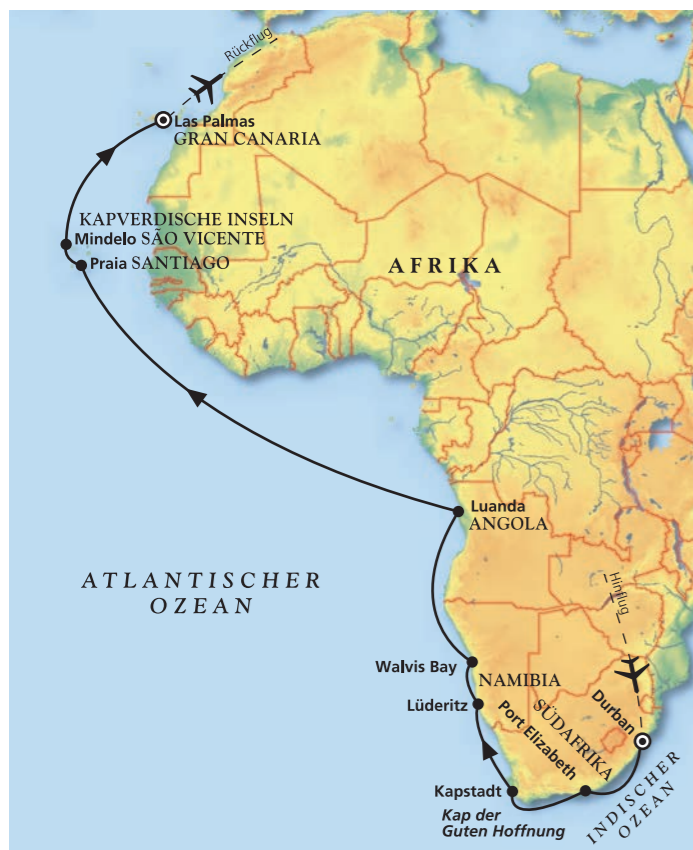 Rückflug
Las Palmas
GRAN CANARIA
KAPVERDISCHE INSELN
Mindelo SÃO VICENTE
Praia SANTIAGO
AFRIKA
Luanda
ANGOLA
ATLANTISCHER
OZEAN
Hinflug
Walvis Bay
NAMIBIA
Lüderitz
Durban
SÜDAFRIKA
Port Elizabeth
Kapstadt
Kap der
Guten Hoffnung
INDISCHER
OZEAN